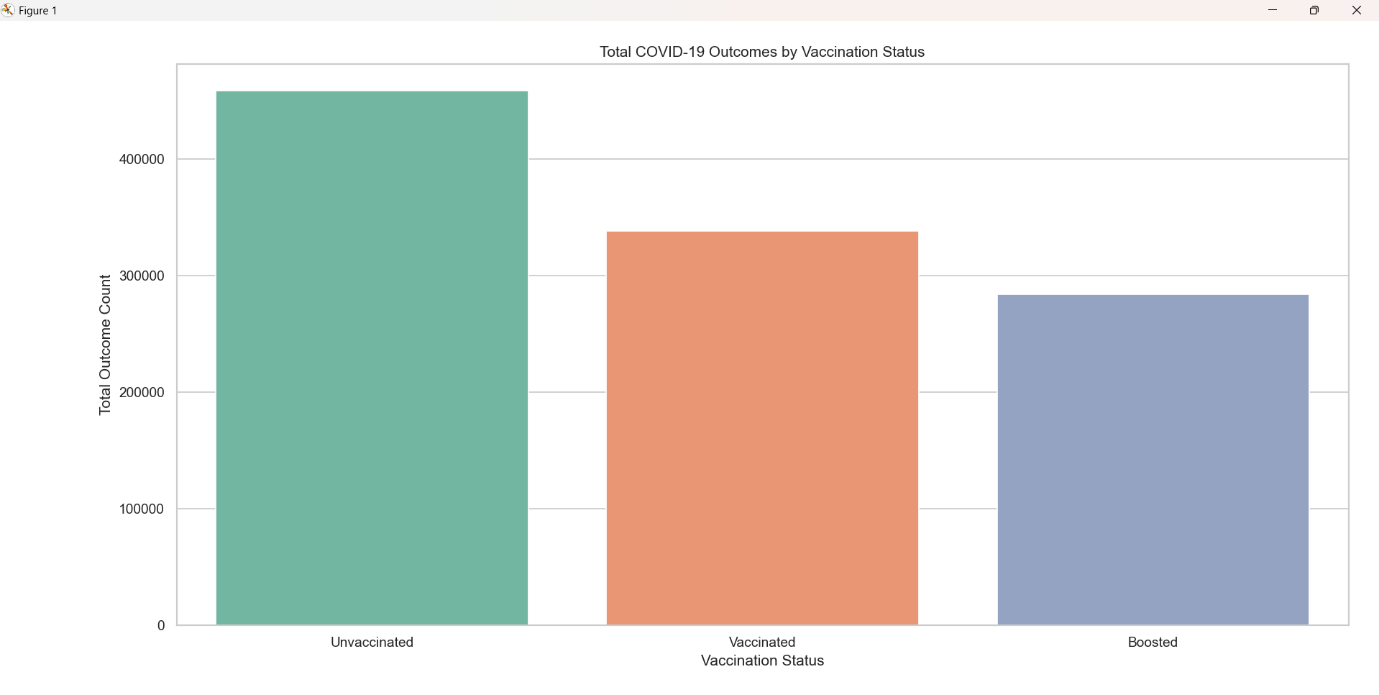 Figure 1
Total COVID-19 Outcomes by Vaccination Status
400000
300000
200000
100000
0
Total Outcome Count
Unvaccinated
Vaccinated
Boosted
Vaccination Status